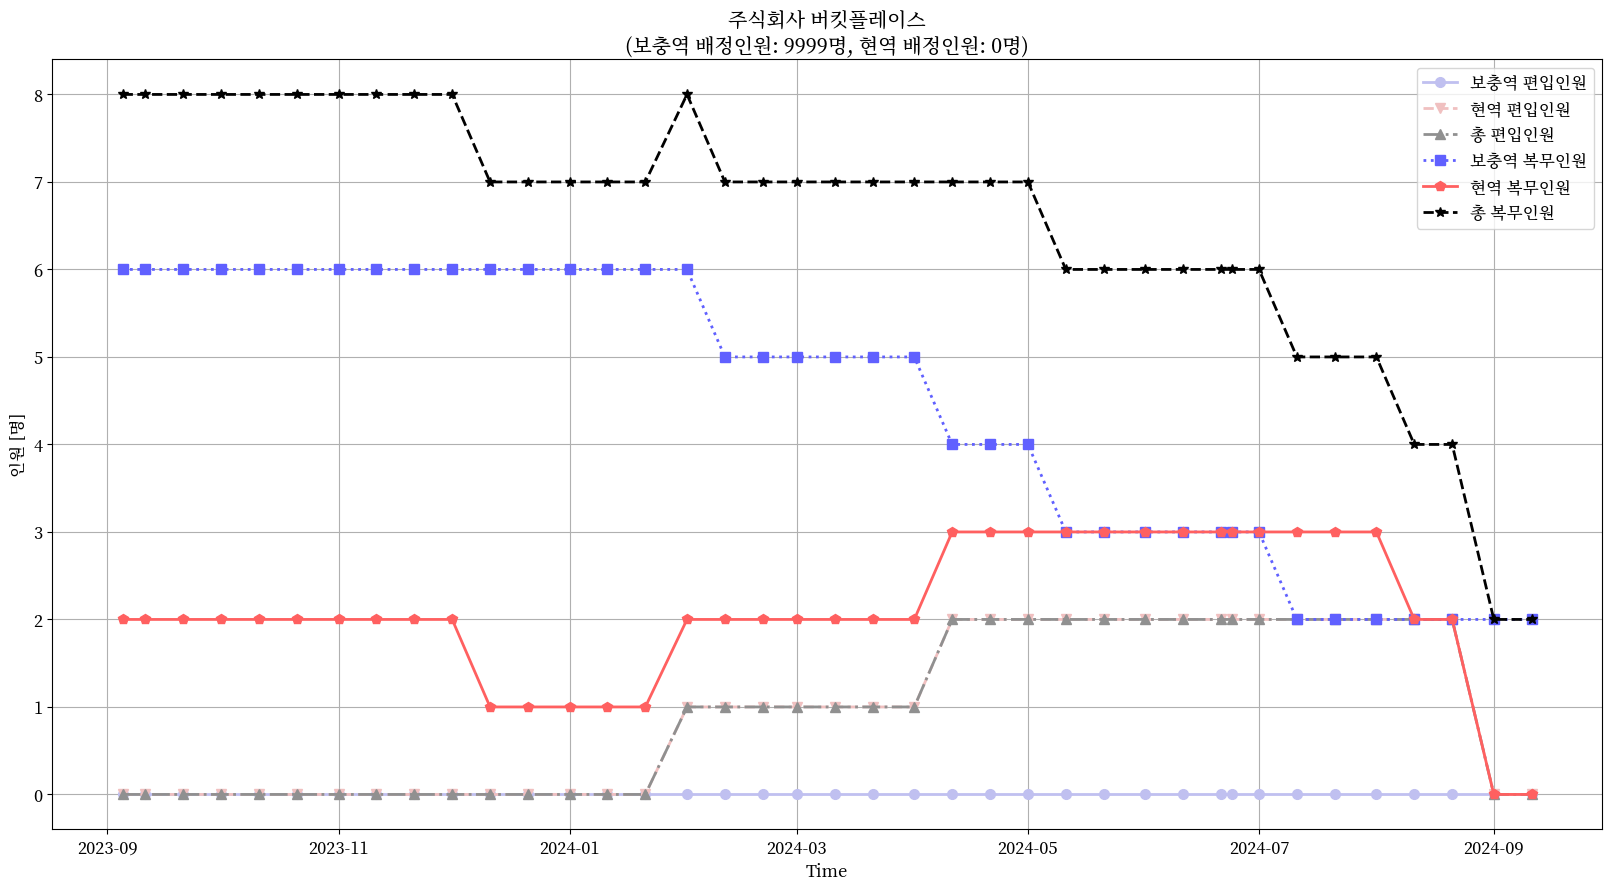 주식회사 버킷플레이스
(보충역 배정인원: 9999명, 현역 배정인원: 0명)
보충역 편입인원
현역 편입인원
총 편입인원
보충역 복무인원
현역 복무인원
총 복무인원
인원 [명]
8
7
6
5
4
3
2
1
0
2023-09
2023-11
2024-01
2024-03
2024-05
2024-07
2024-09
Time